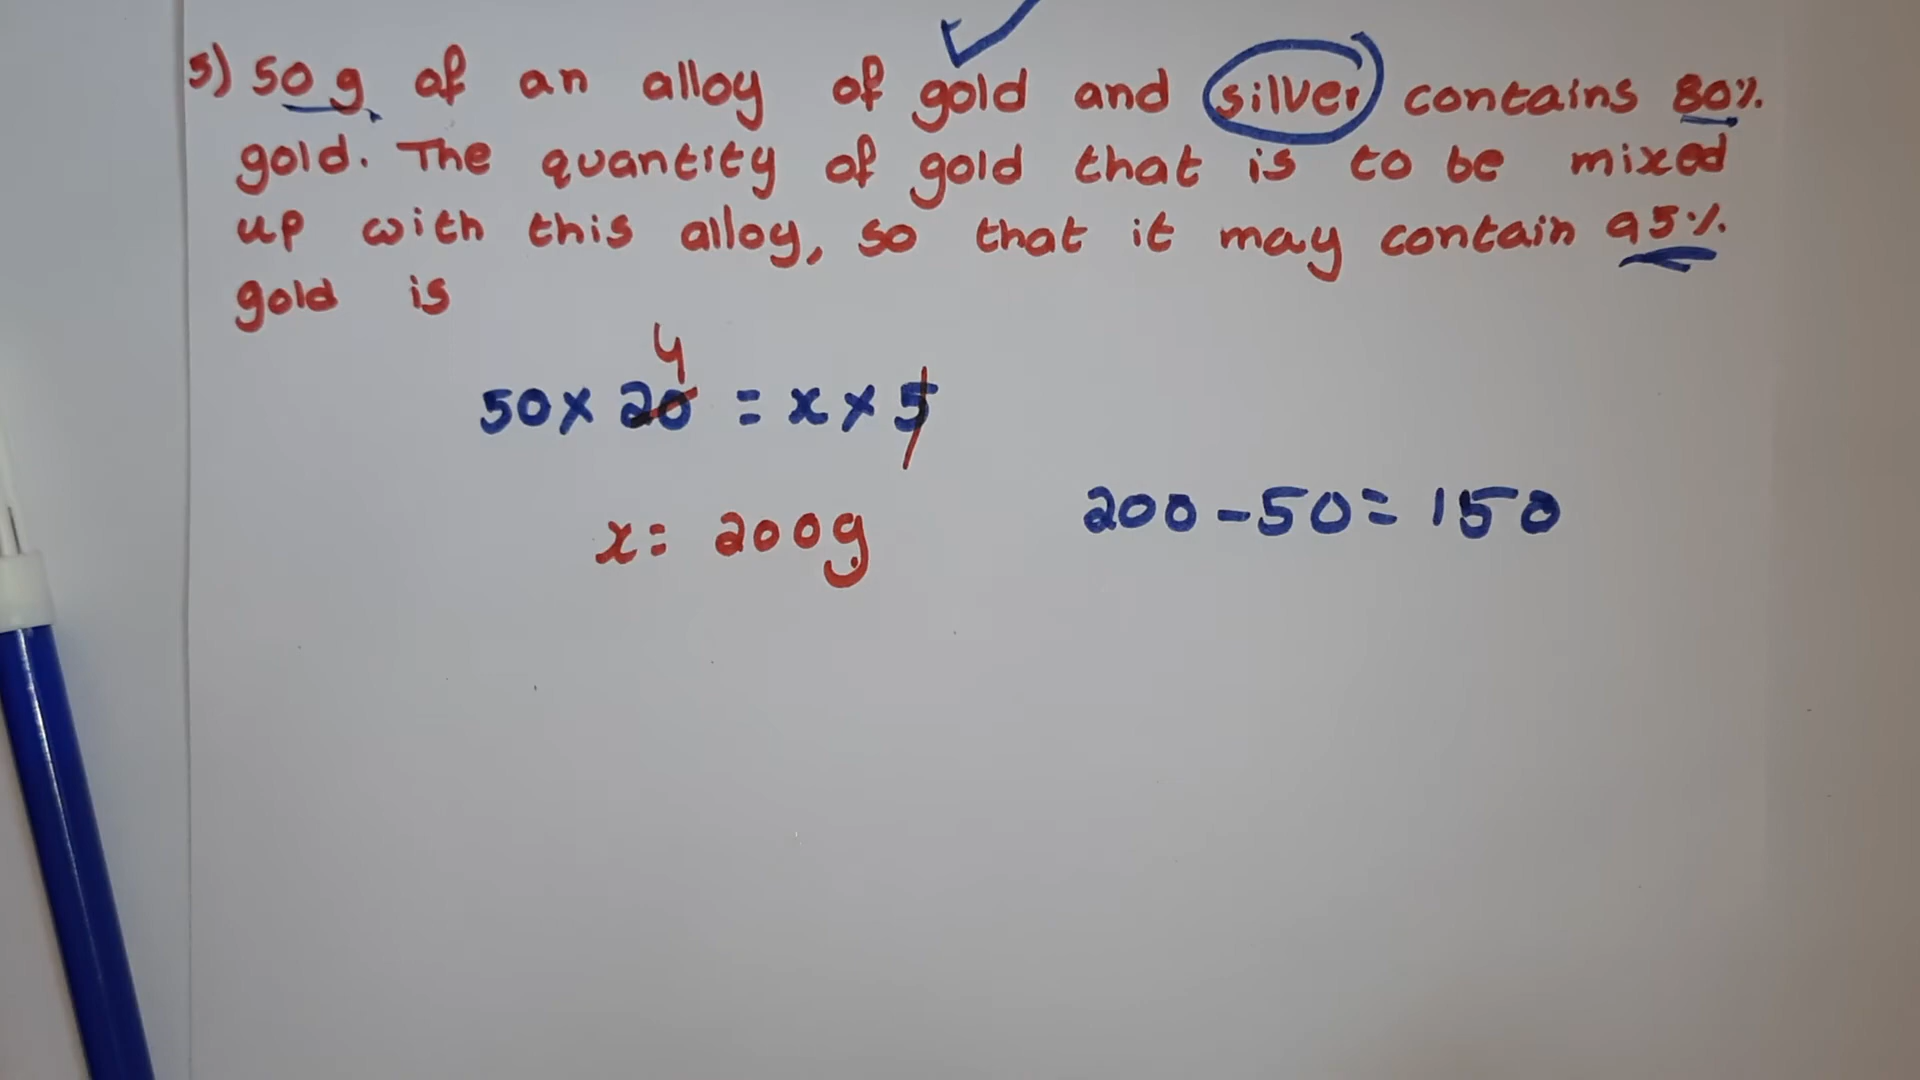 5) 50 g of an alloy of gold and silver contains 80%
gold. The quantity of gold that is to be mixed
up with this alloy, so that it may contain 95%
gold is
4
50 x 20 = x x 5
x = 200g
200 - 50 = 150